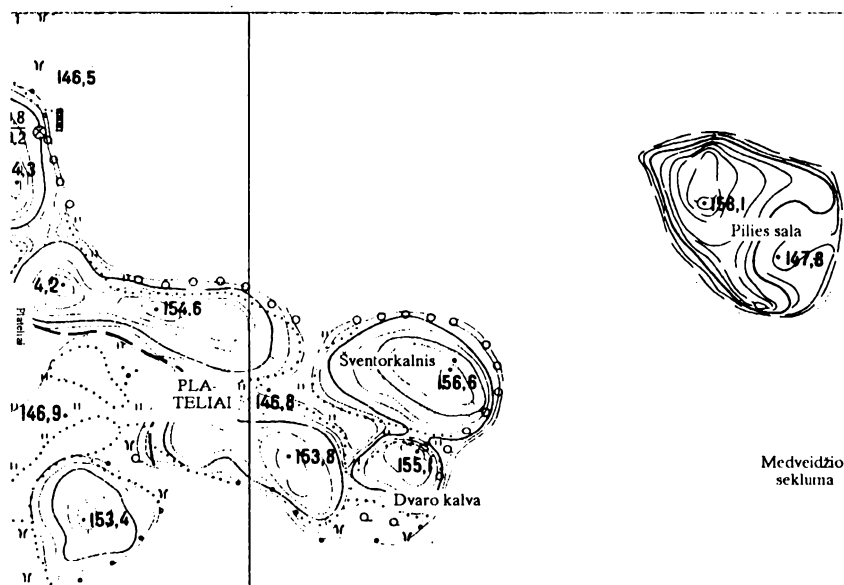 146,5
4,3
158,1
Pilies sala
147,8
4,2
154,6
Plateliai
Šventorkalnis
156,6
PLA-
TELIAI
146,8
146,9
153,8
155,1
Medveidžio
sekluma
Dvaro kalva
153,4